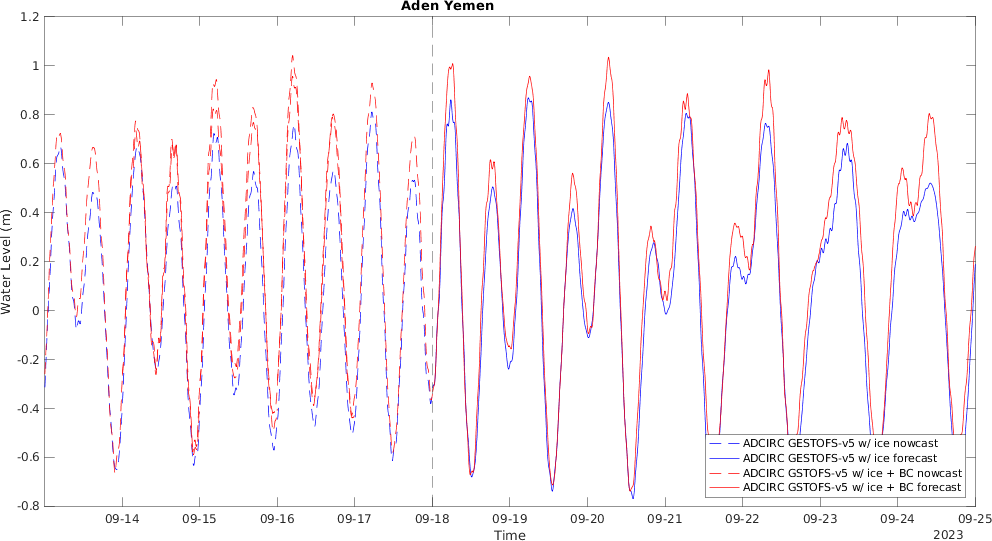 Aden Yemen
Water Level (m)
1.2
1
0.8
0.6
0.4
0.2
0
-0.2
-0.4
-0.6
-0.8
ADCIRC GESTOFS-v5 w/ ice nowcast
ADCIRC GESTOFS-v5 w/ ice forecast
ADCIRC GSTOFS-v5 w/ ice + BC nowcast
ADCIRC GSTOFS-v5 w/ ice + BC forecast
09-14 09-15 09-16 09-17 09-18 09-19 09-20 09-21 09-22 09-23 09-24 09-25
Time
2023